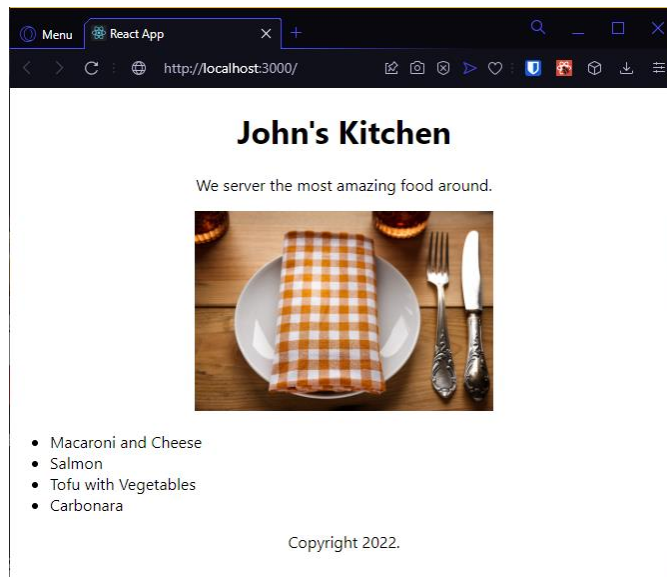 Menu
React App
http://localhost:3000/
John's Kitchen
We server the most amazing food around.
Macaroni and Cheese
Salmon
Tofu with Vegetables
Carbonara
Copyright 2022.